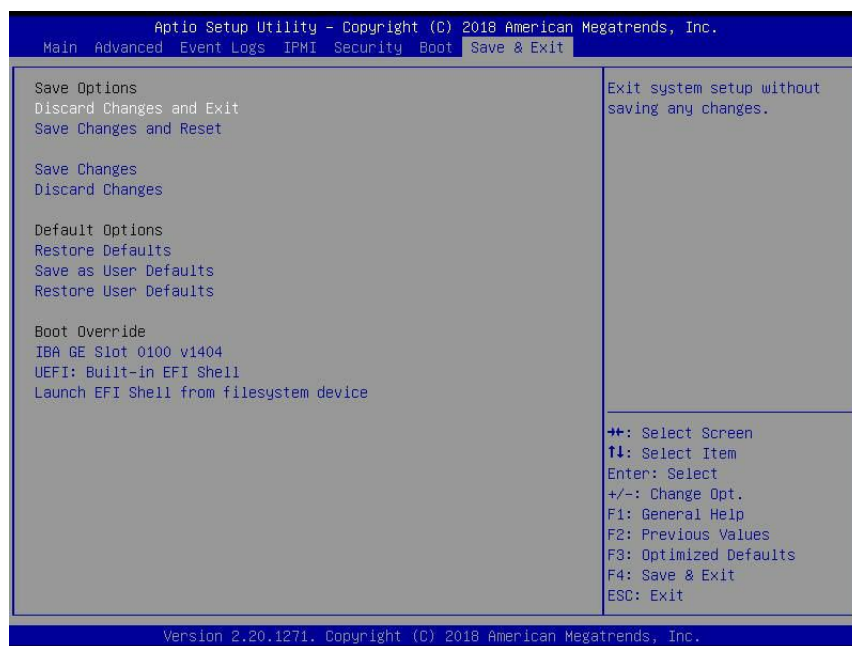 Aptio Setup Utility – Copyright (C) 2018 American Megatrends, Inc.
Main Advanced Event Logs IPMI Security Boot Save & Exit
Save Options
Discard Changes and Exit
Save Changes and Reset
Save Changes
Discard Changes
Default Options
Restore Defaults
Save as User Defaults
Restore User Defaults
Boot Override
IBA GE Slot 0100 v1404
UEFI: Built-in EFI Shell
Launch EFI Shell from filesystem device
Exit system setup without
saving any changes.
→←: Select Screen
↑↓: Select Item
Enter: Select
+/-: Change Opt.
F1: General Help
F2: Previous Values
F3: Optimized Defaults
F4: Save & Exit
ESC: Exit
Version 2.20.1271. Copyright (C) 2018 American Megatrends, Inc.